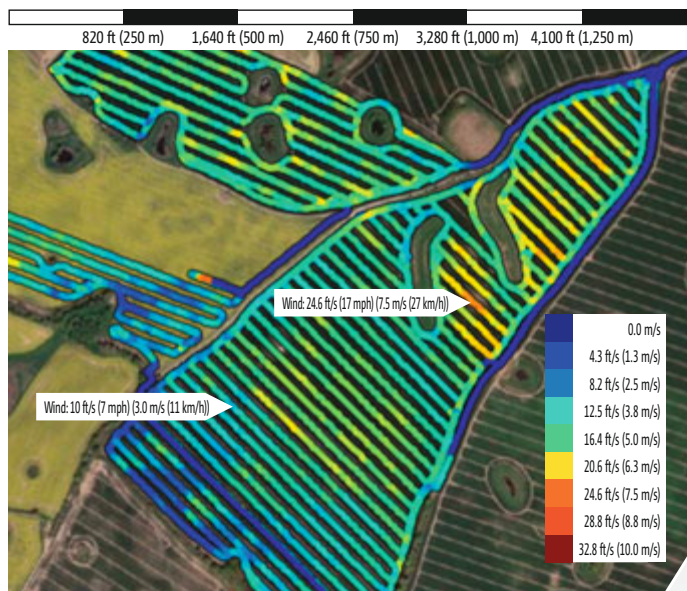 820 ft (250 m) 1,640 ft (500 m) 2,460 ft (750 m) 3,280 ft (1,000 m) 4,100 ft (1,250 m)
Wind: 24.6 ft/s (17 mph) (7.5 m/s (27 km/h))
Wind: 10 ft/s (7 mph) (3.0 m/s (11 km/h))
0.0 m/s
4.3 ft/s (1.3 m/s)
8.2 ft/s (2.5 m/s)
12.5 ft/s (3.8 m/s)
16.4 ft/s (5.0 m/s)
20.6 ft/s (6.3 m/s)
24.6 ft/s (7.5 m/s)
28.8 ft/s (8.8 m/s)
32.8 ft/s (10.0 m/s)